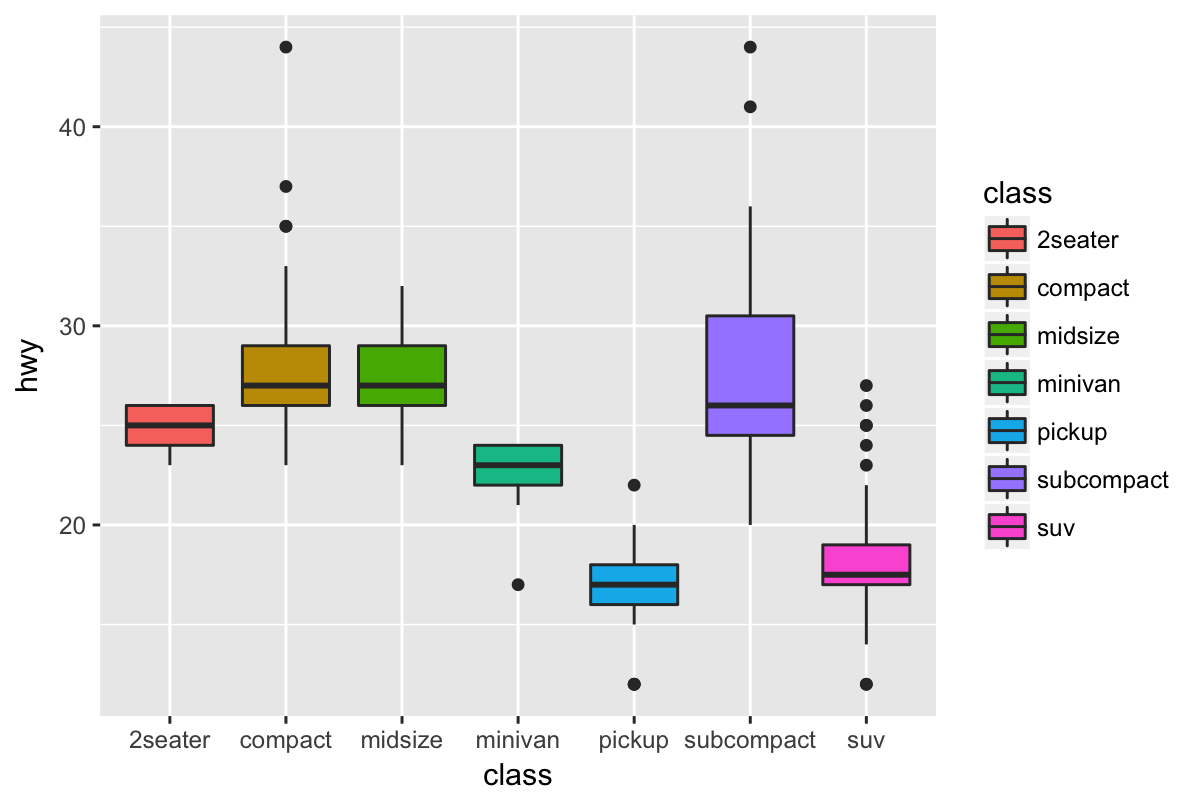 hwy
40
30
20
2seater compact midsize minivan pickup subcompact suv
class
class
2seater
compact
midsize
minivan
pickup
subcompact
suv